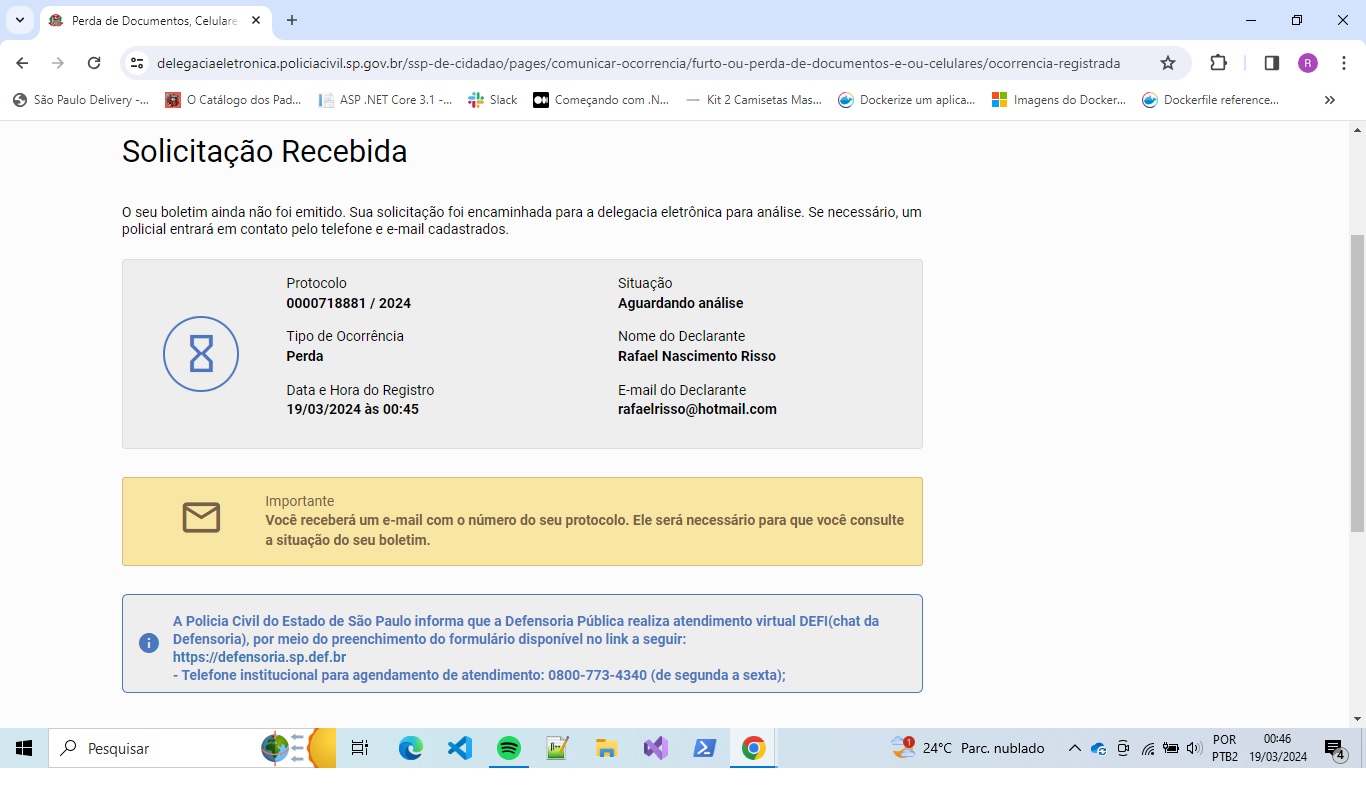 Perda de Documentos, Celulare
delegaciaeletronica.policiacivil.sp.gov.br/ssp-de-cidadao/pages/comunicar-ocorrencia/furto-ou-perda-de-documentos-e-ou-celulares/ocorrencia-registrada
R
São Paulo Delivery -...
O Catálogo dos Pad...
ASP .NET Core 3.1 -...
Slack
Começando com .N...
Kit 2 Camisetas Mas...
Dockerize um aplica...
Imagens do Docker...
Dockerfile reference...
Solicitação Recebida
O seu boletim ainda não foi emitido. Sua solicitação foi encaminhada para a delegacia eletrônica para análise. Se necessário, um
policial entrará em contato pelo telefone e e-mail cadastrados.
Protocolo
0000718881 / 2024
Situação
Aguardando análise
Tipo de Ocorrência
Perda
Nome do Declarante
Rafael Nascimento Risso
Data e Hora do Registro
19/03/2024 às 00:45
E-mail do Declarante
rafaelrisso@hotmail.com
Importante
Você receberá um e-mail com o número do seu protocolo. Ele será necessário para que você consulte
a situação do seu boletim.
A Policia Civil do Estado de São Paulo informa que a Defensoria Pública realiza atendimento virtual DEFI(chat da
Defensoria), por meio do preenchimento do formulário disponível no link a seguir:
https://defensoria.sp.def.br
- Telefone institucional para agendamento de atendimento: 0800-773-4340 (de segunda a sexta);
Pesquisar
1
24°C Parc. nublado
POR
PTB2
00:46
19/03/2024
4